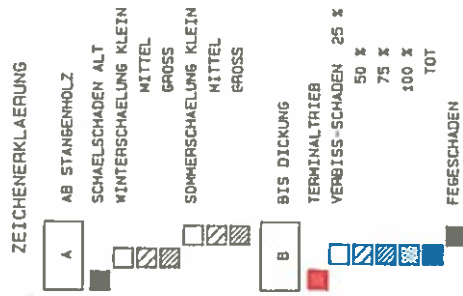 ZEICHENERKLAERUNG
A AB STANGENHOLZ
SCHAELSCHADEN ALT
WINTERSCHAELUNG KLEIN
MITTEL
GROSS
SOMMERSCHAELUNG KLEIN
MITTEL
GROSS
B BIS DICKUNG
TERMINALTRIEB
VERBISS-SCHADEN 25 %
50 %
75 %
100 %
TOT
FEGESCHADEN